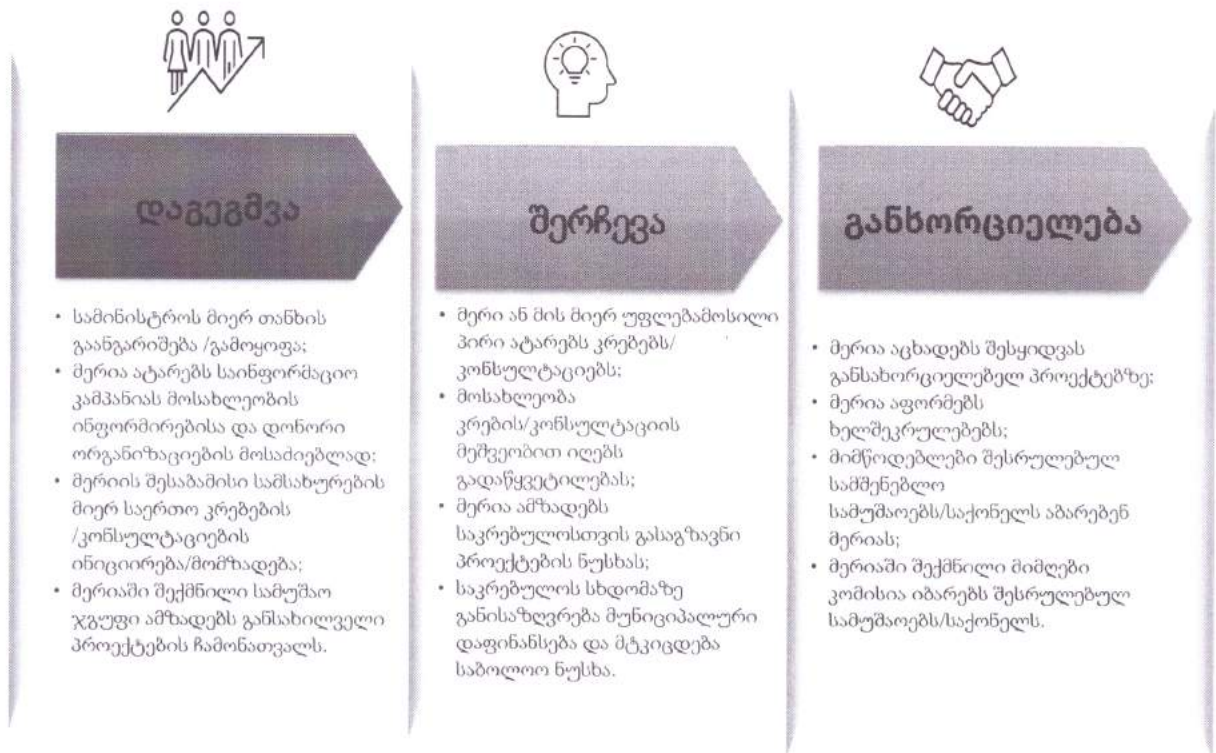 დაგეგმვა
• სამინისტროს მიერ თანხის
გაანგარიშება /გამოყოფა;
• მერია ატარებს საინფორმაციო
კამპანიას მოსახლეობის
ინფორმირებისა და დონორი
ორგანიზაციების მოსაძიებლად;
• მერიის შესაბამისი სამსახურების
მიერ საერთო კრებების
/კონსულტაციების
ინიციირება/მომზადება;
• მერიაში შექმნილი სამუშაო
ჯგუფი ამზადებს განსახილველი
პროექტების ჩამონათვალს.
შერჩევა
• მერი ან მის მიერ უფლებამოსილი
პირი ატარებს კრებებს/
კონსულტაციებს;
• მოსახლეობა
კრების/კონსულტაციის
მეშვეობით იღებს
გადაწყვეტილებას;
• მერია ამზადებს
საკრებულოსთვის გასაგზავნი
პროექტების ნუსხას;
• საკრებულოს სხდომაზე
განისაზღვრება მუნიციპალური
დაფინანსება და მტკიცდება
საბოლოო ნუსხა.
განხორციელება
• მერია აცხადებს შესყიდვას
განსახორციელებელ პროექტებზე;
• მერია აფორმებს
ხელშეკრულებებს;
• მიმწოდებლები შესრულებულ
სამშენებლო
სამუშაოებს/საქონელს აბარებენ
მერიას;
• მერიაში შექმნილი მიმღები
კომისია იბარებს შესრულებულ
სამუშაოებს/საქონელს.